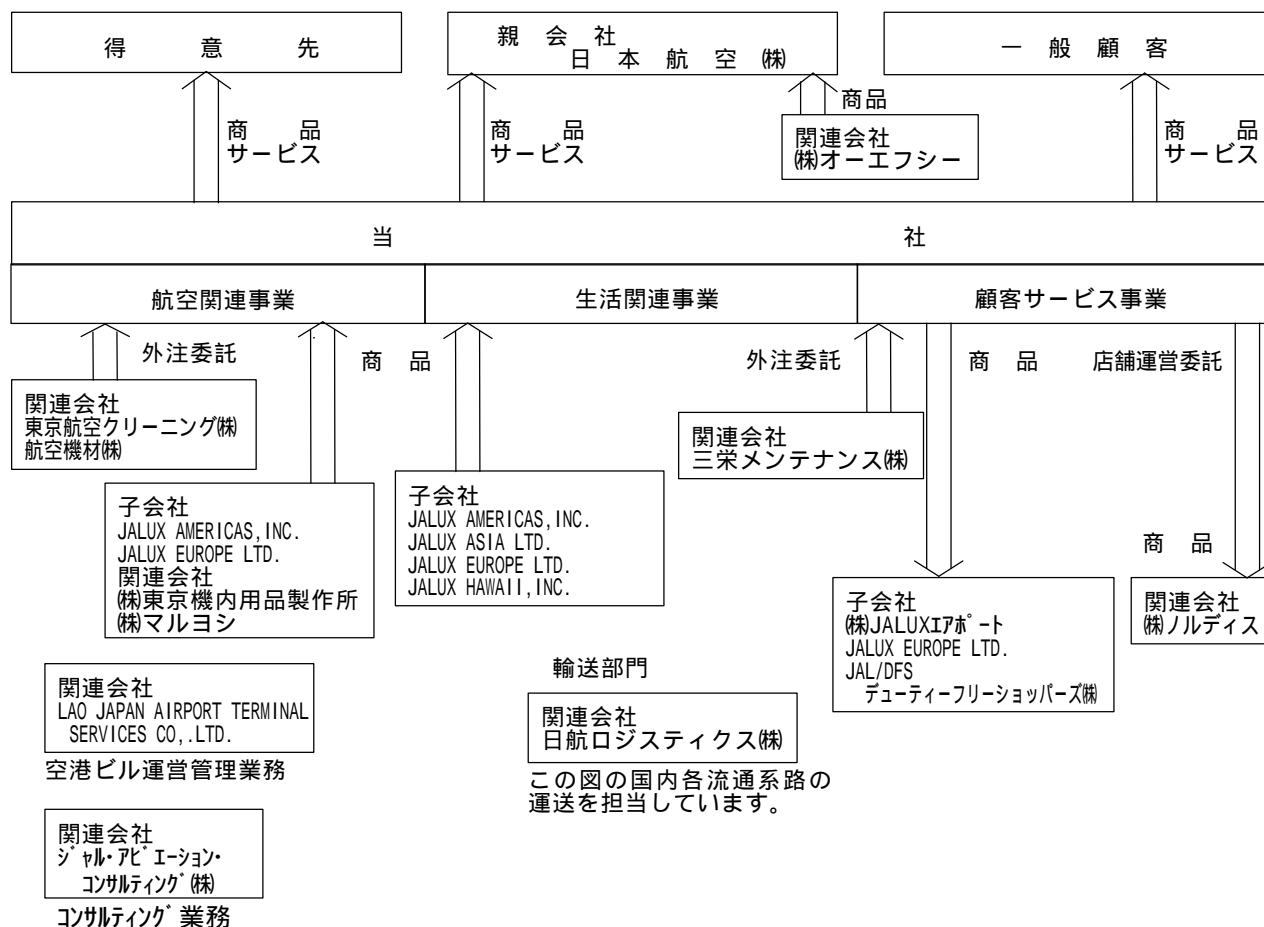 得意先
親会社
日本航空㈱
一般顧客
商品
関連会社
㈱オーエフシー
商品
サービス
商品
サービス
商品
サービス
当社
航空関連事業
生活関連事業
顧客サービス事業
外注委託
商品
外注委託
商品
店舗運営委託
関連会社
東京航空クリーニング㈱
航空機材㈱
関連会社
三栄メンテナンス㈱
子会社
JALUX AMERICAS,INC.
JALUX EUROPE LTD.
関連会社
㈱東京機内用品製作所
㈱マルヨシ
子会社
JALUX AMERICAS,INC.
JALUX ASIA LTD.
JALUX EUROPE LTD.
JALUX HAWAII,INC.
商品
子会社
㈱JALUXエアポート
JALUX EUROPE LTD.
JAL/DFS
デューティーフリーショッパーズ㈱
関連会社
㈱ノルディス
関連会社
LAO JAPAN AIRPORT TERMINAL
SERVICES CO,.LTD.
空港ビル運営管理業務
輸送部門
関連会社
日航ロジスティクス㈱
この図の国内各流通系路の
運送を担当しています。
関連会社
ジャル・アビエーション・
コンサルティング㈱
コンサルティング業務